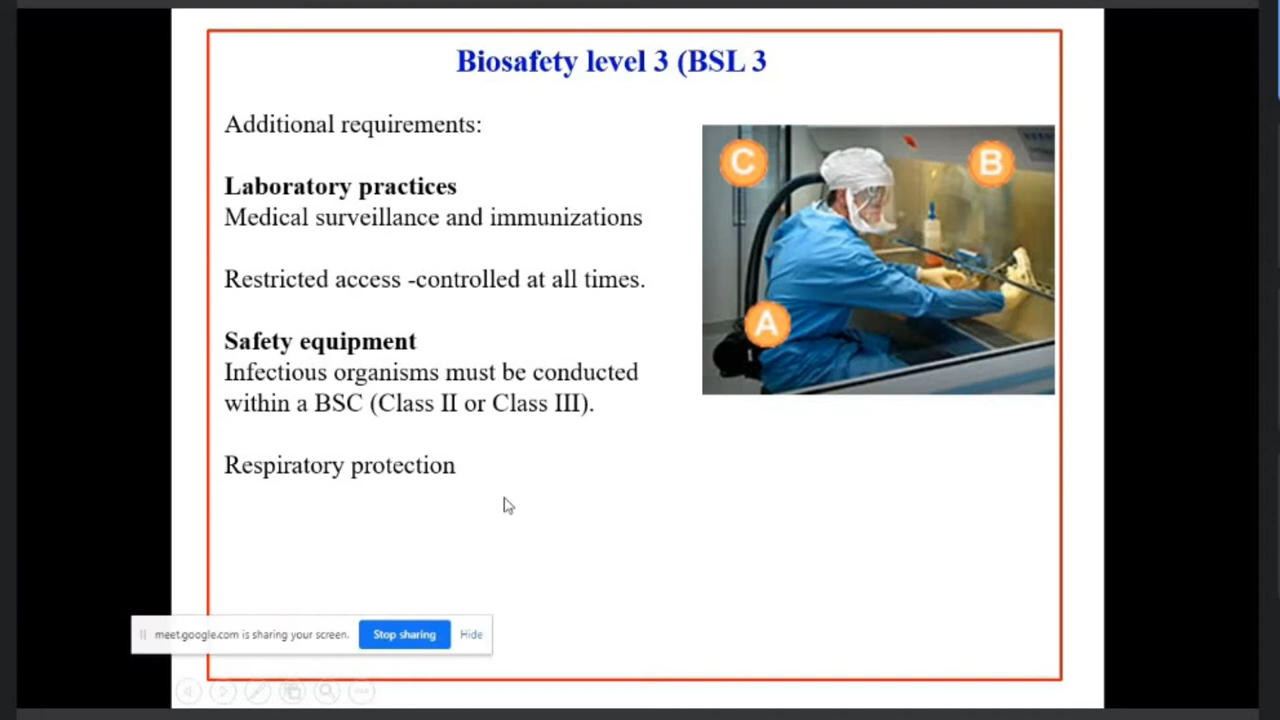 Biosafety level 3 (BSL 3
Additional requirements:
Laboratory practices
Medical surveillance and immunizations
Restricted access -controlled at all times.
Safety equipment
Infectious organisms must be conducted
within a BSC (Class II or Class III).
Respiratory protection
C
B
A
meet.google.com is sharing your screen.
Stop sharing
Hide